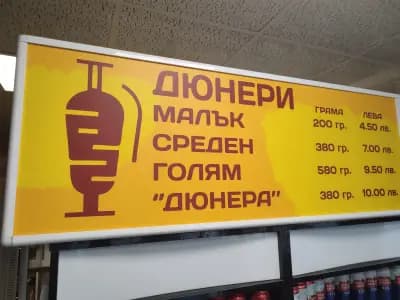 ДЮНЕРИ
ГРАМА ЛЕВА
МАЛЪК 200 гр. 4.50 лв.
СРЕДЕН 380 гр. 7.00 лв.
ГОЛЯМ 580 гр. 9.50 лв.
"ДЮНЕРА" 380 гр. 10.00 лв.